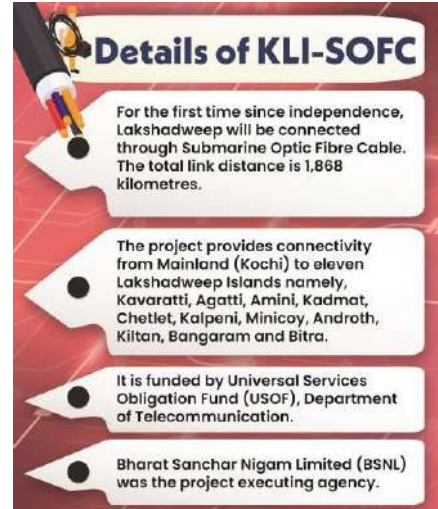 Details of KLI-SOFC
For the first time since independence,
Lakshadweep will be connected
through Submarine Optic Fibre Cable.
The total link distance is 1,868
kilometres.
The project provides connectivity
from Mainland (Kochi) to eleven
Lakshadweep Islands namely,
Kavaratti, Agatti, Amini, Kadmat,
Chetlet, Kalpeni, Minicoy, Androth,
Kiltan, Bangaram and Bitra.
It is funded by Universal Services
Obligation Fund (USOF), Department
of Telecommunication.
Bharat Sanchar Nigam Limited (BSNL)
was the project executing agency.